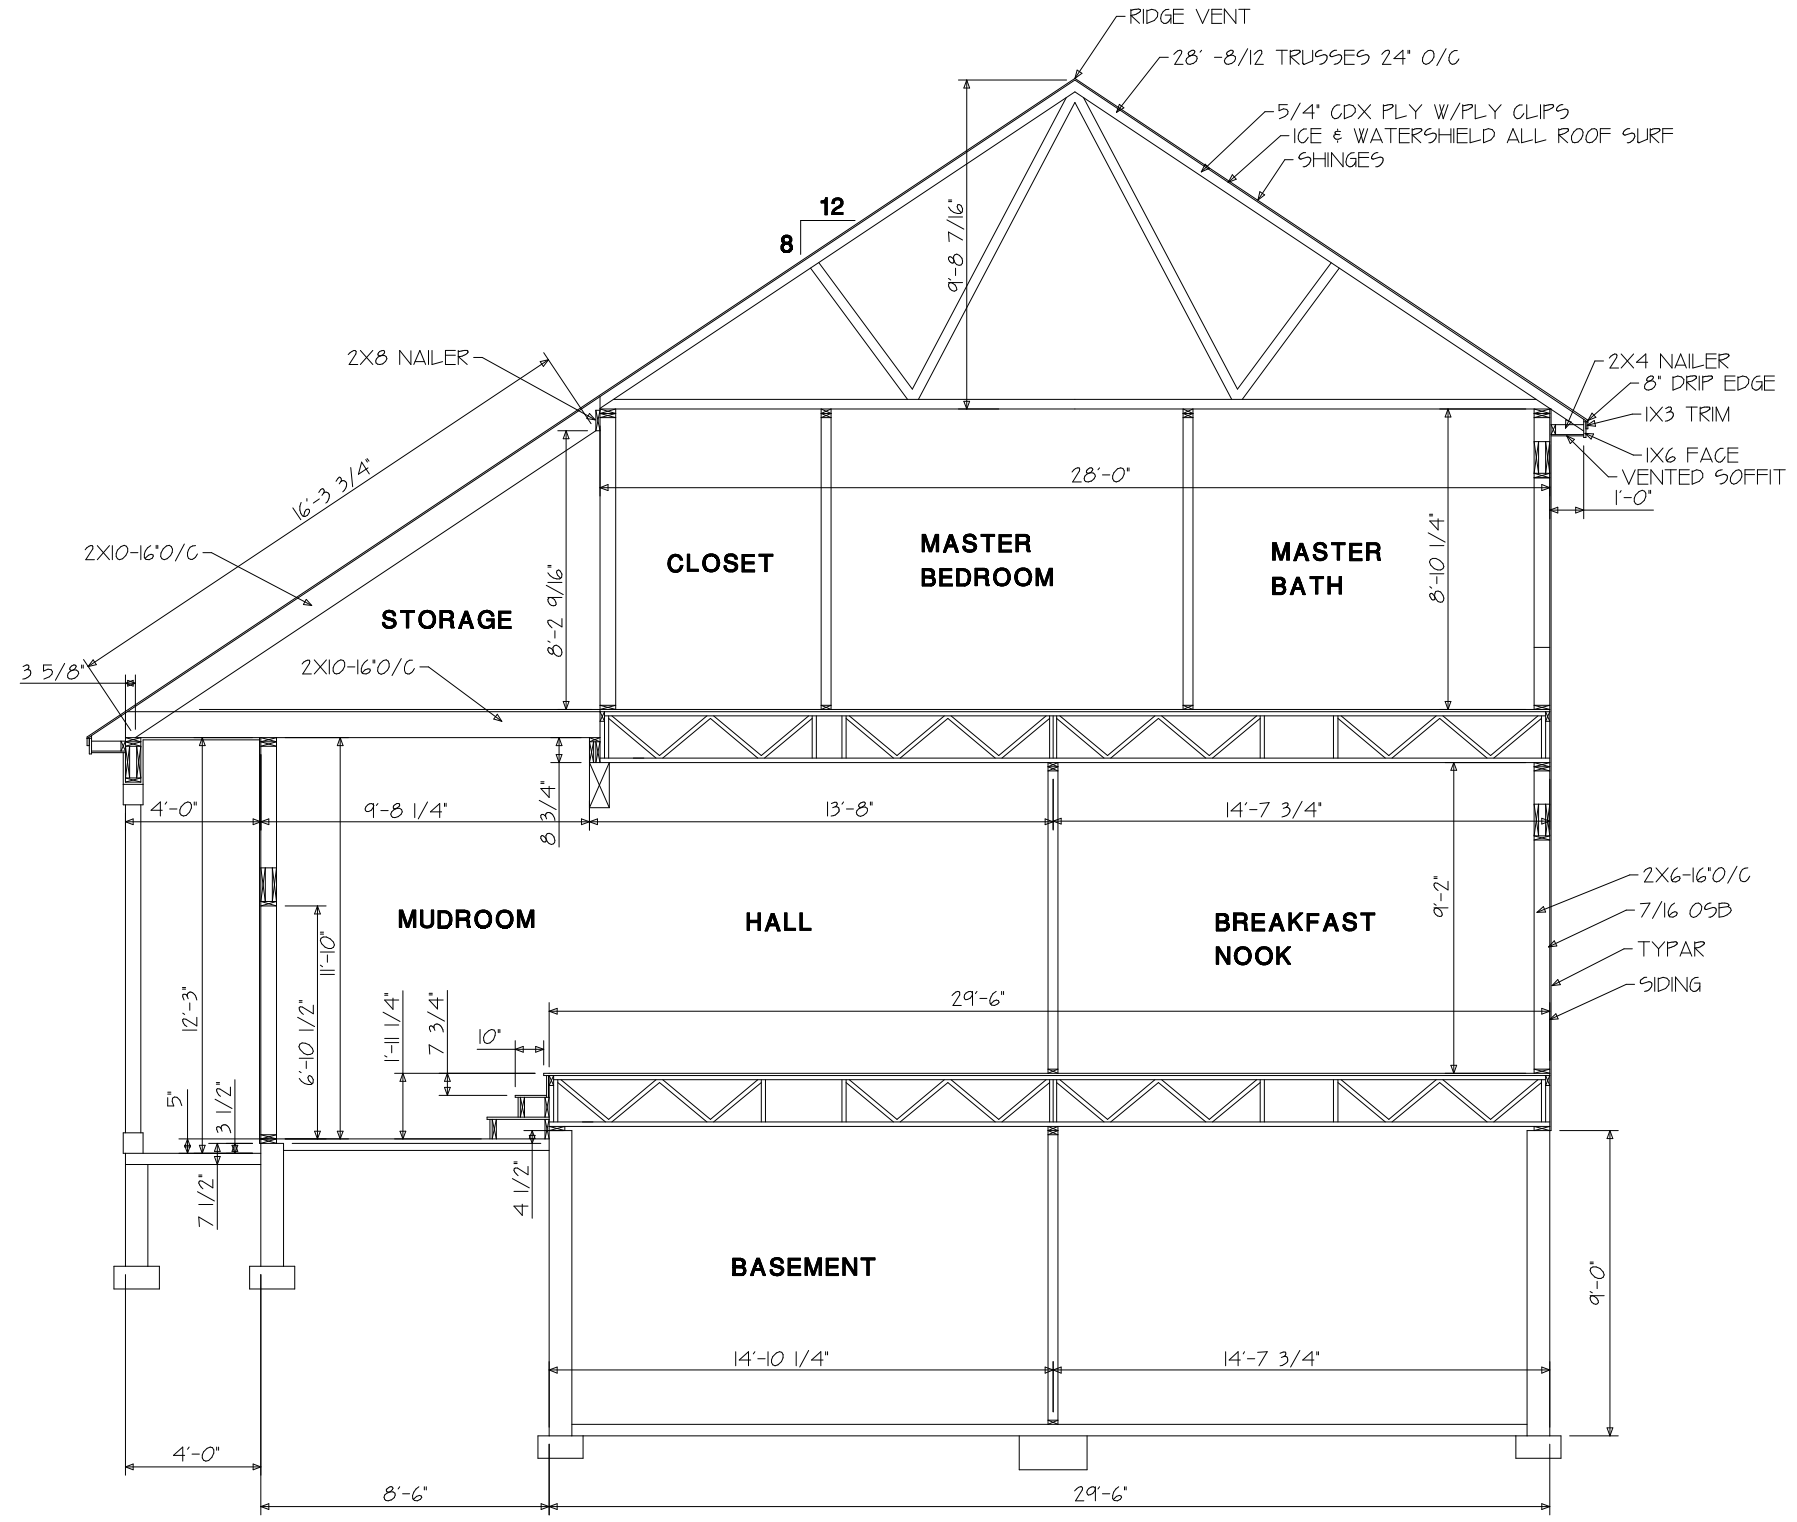 RIDGE VENT
28' -8/12 TRUSSES 24" O/C
5/4" CDX PLY W/PLY CLIPS
ICE & WATERSHIELD ALL ROOF SURF
SHINGES
12
8
9'-8 7/16"
2X8 NAILER
2X4 NAILER
8" DRIP EDGE
1X3 TRIM
1X6 FACE
VENTED SOFFIT
1'-0"
16'-3 3/4"
28'-0"
2X10-16"O/C
CLOSET
MASTER
BEDROOM
MASTER
BATH
8'-10 1/4"
8'-2 9/16"
STORAGE
3 5/8"
2X10-16"O/C
4'-0"
9'-8 1/4"
8 3/4"
13'-8"
14'-7 3/4"
2X6-16"O/C
7/16 OSB
TYPAR
SIDING
MUDROOM
HALL
BREAKFAST
NOOK
9'-2"
11'-10"
12'-3"
6'-10 1/2"
1'-11 1/4"
7 3/4"
10"
29'-6"
5"
3 1/2"
7 1/2"
4 1/2"
BASEMENT
9'-0"
14'-10 1/4"
14'-7 3/4"
4'-0"
8'-6"
29'-6"